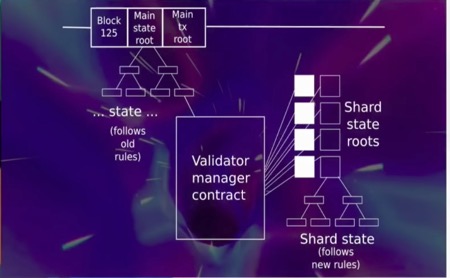 Block
125
Main
state
root
Main
tx
root
... state ...
(follows
old
rules)
Validator
manager
contract
Shard
state
roots
Shard state
(follows
new rules)